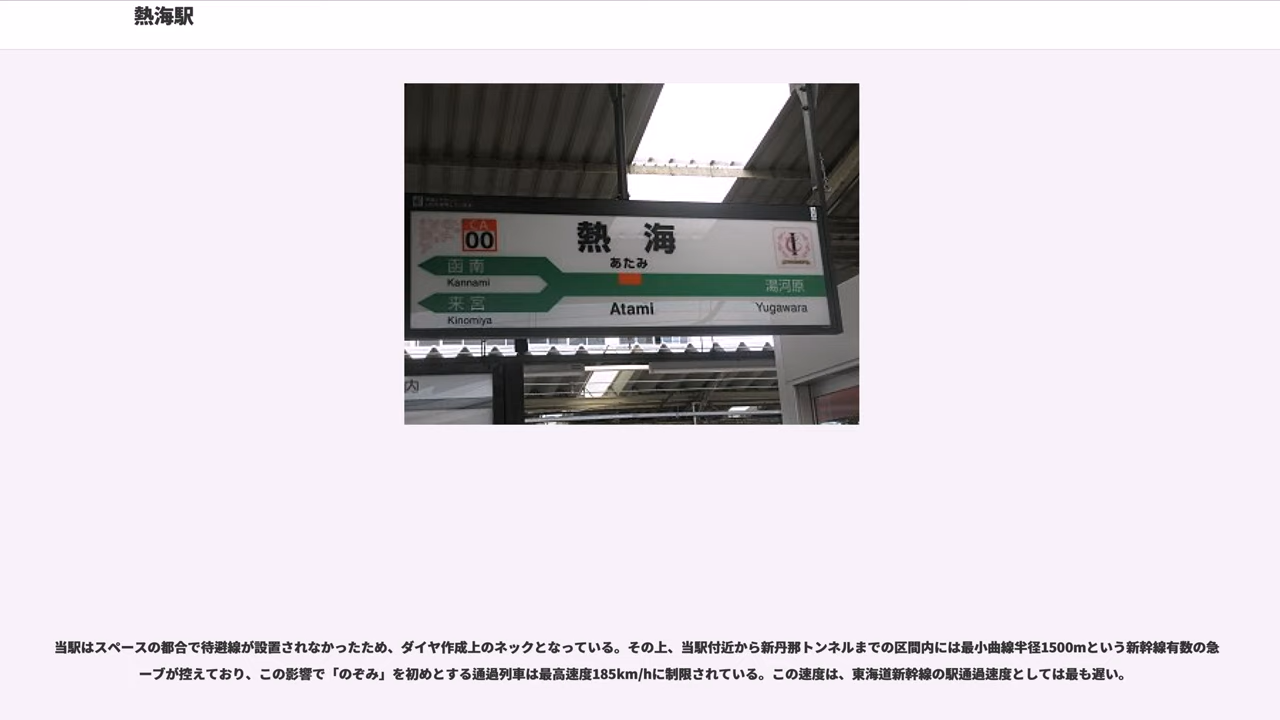 熱海駅
CA
00
熱 海
あたみ
函南
Kannami
湯河原
来宮
Atami
Yugawara
Kinomiya
内
当駅はスペースの都合で待避線が設置されなかったため、ダイヤ作成上のネックとなっている。その上、当駅付近から新丹那トンネルまでの区間内には最小曲線半径1500mという新幹線有数の急
ーブが控えており、この影響で「のぞみ」を初めとする通過列車は最高速度185km/hに制限されている。この速度は、東海道新幹線の駅通過速度としては最も遅い。